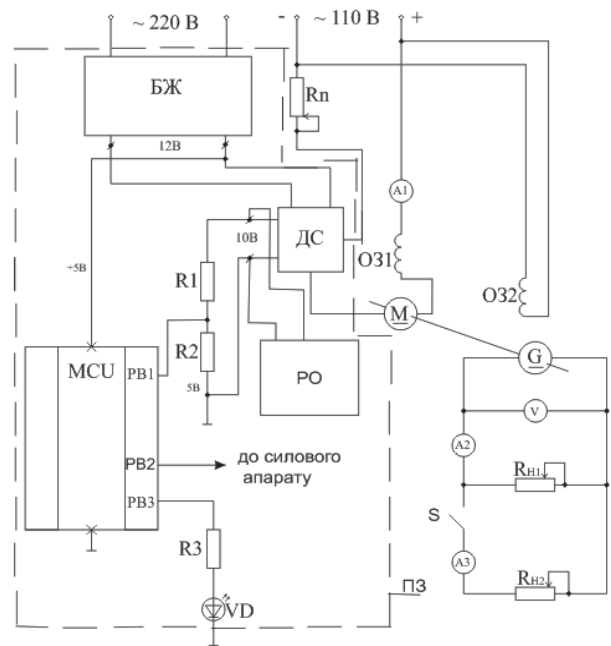 ~ 220 В
- ~ 110 В +
БЖ
Rп
12В
A1
ДС
10В
ОЗ1
+5В
R1
ОЗ2
M
MCU
PB1
R2
G
5В
РО
V
PB2
до силового
апарату
A2
RН1
PB3
S
R3
A3
RН2
ПЗ
VD